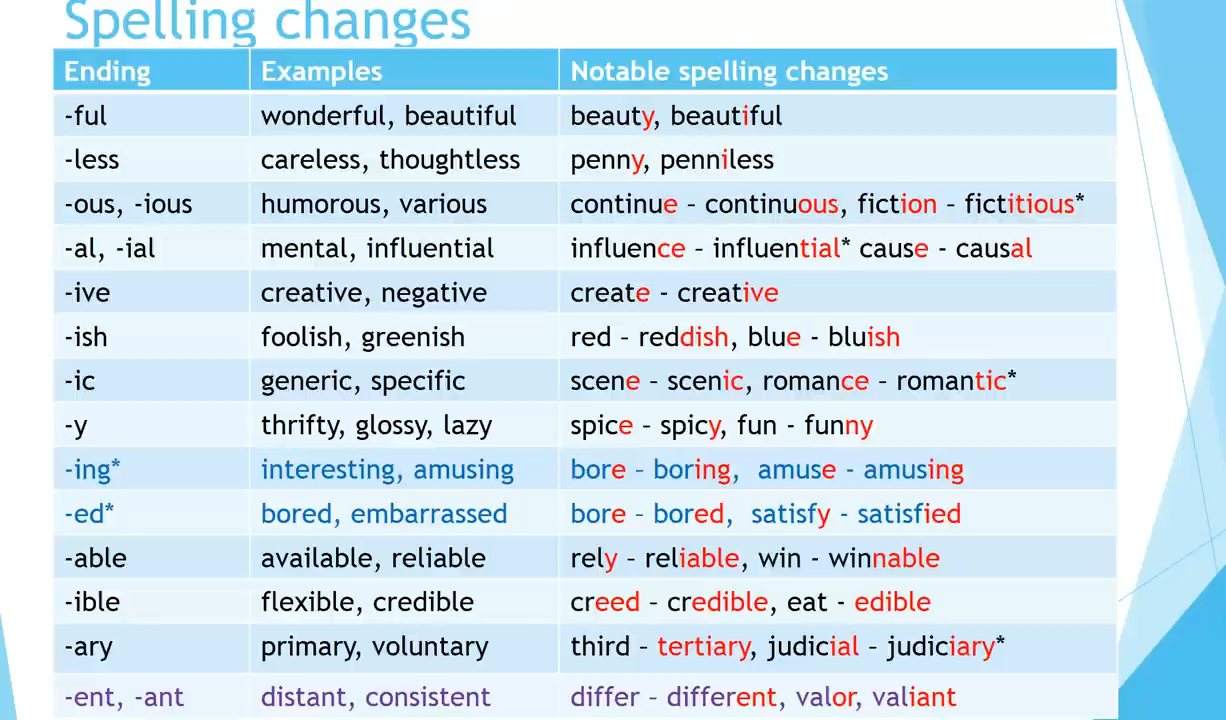 Spelling changes
Ending Examples Notable spelling changes
-ful wonderful, beautiful beauty, beautiful
-less careless, thoughtless penny, penniless
-ous, -ious humorous, various continue – continuous, fiction – fictitious*
-al, -ial mental, influential influence – influential* cause - causal
-ive creative, negative create - creative
-ish foolish, greenish red – reddish, blue - bluish
-ic generic, specific scene – scenic, romance – romantic*
-y thrifty, glossy, lazy spice – spicy, fun - funny
-ing* interesting, amusing bore – boring, amuse - amusing
-ed* bored, embarrassed bore – bored, satisfy - satisfied
-able available, reliable rely – reliable, win - winnable
-ible flexible, credible creed – credible, eat - edible
-ary primary, voluntary third – tertiary, judicial – judiciary*
-ent, -ant distant, consistent differ – different, valor, valiant